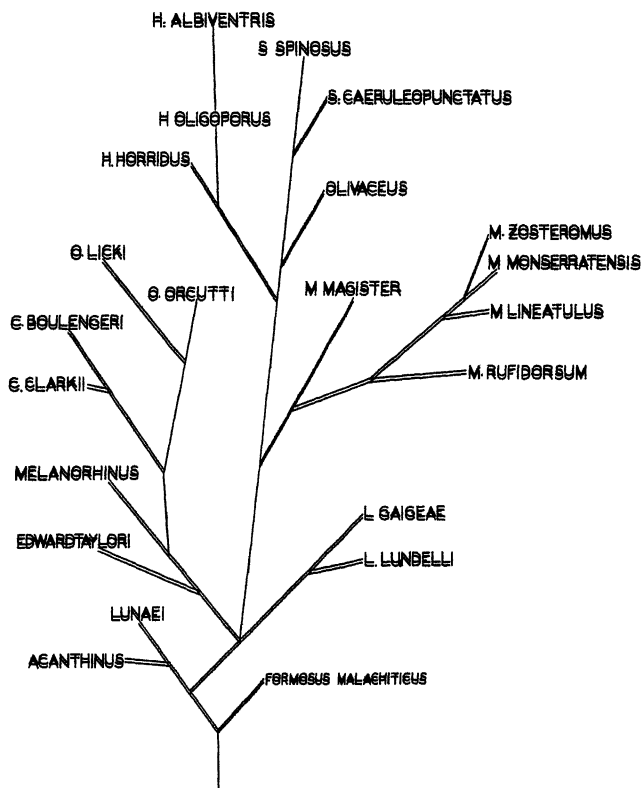 H. ALBIVENTRIS
S SPINOSUS
S. CAERULEOPUNCTATUS
H OLIGOPORUS
H. HORRIDUS
OLIVACEUS
M. ZOSTEROMUS
O. LICKI
M MONSERRATENSIS
O. ORCUTTI
M MAGISTER
M LINEATULUS
C. BOULENGERI
M. RUFIDORSUM
C. CLARKII
MELANORHINUS
L. GAIGEAE
EDWARDTAYLORI
L. LUNDELLI
LUNAEI
ACANTHINUS
FORMOSUS MALACHITICUS